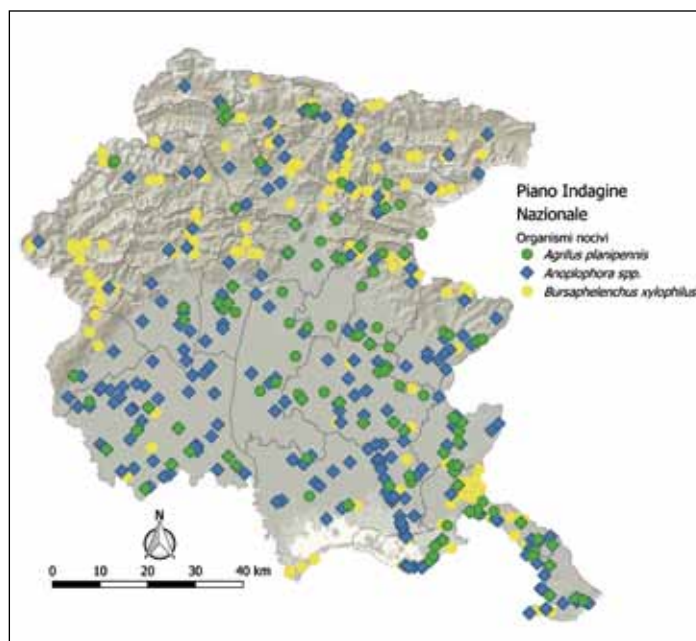 Piano Indagine
Nazionale
Organismi nocivi
Agrilus planipennis
Anoplophora spp.
Bursaphelenchus xylophilus
N
0 10 20 30 40 km